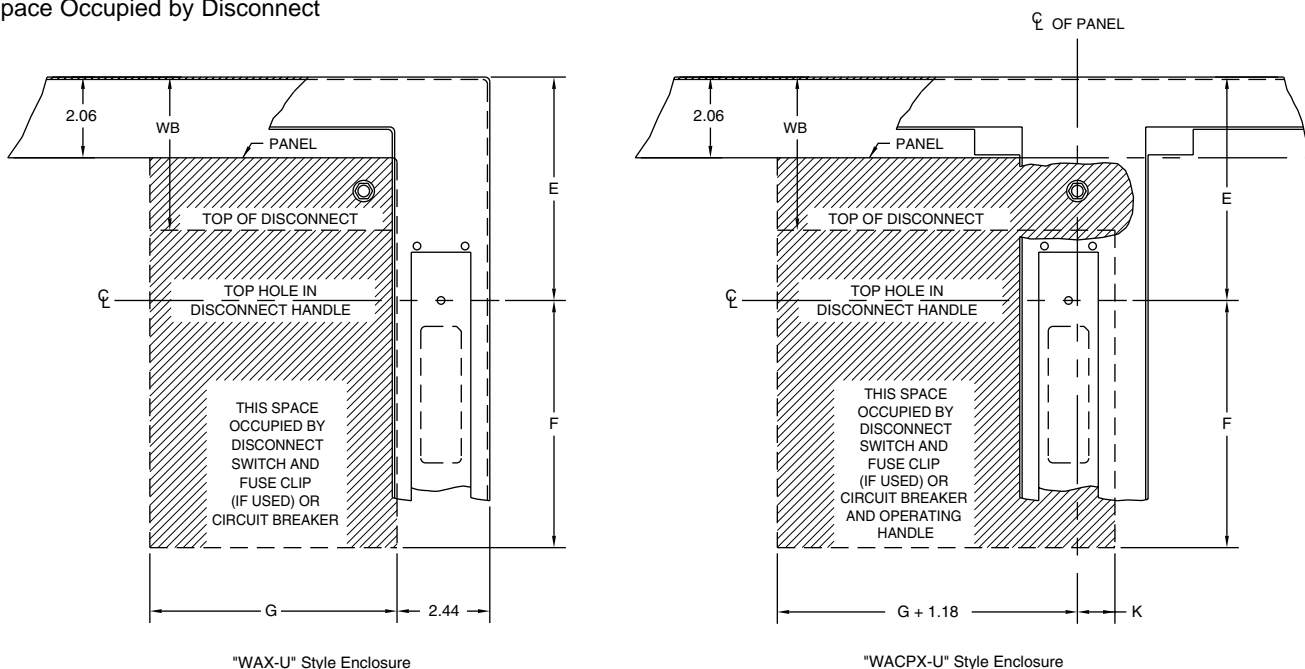 pace Occupied by Disconnect
℄ OF PANEL
2.06
WB
PANEL
E
TOP OF DISCONNECT
℄
TOP HOLE IN
DISCONNECT HANDLE
THIS SPACE
OCCUPIED BY
DISCONNECT
SWITCH AND
FUSE CLIP
(IF USED) OR
CIRCUIT BREAKER
F
G
2.44
"WAX-U" Style Enclosure
2.06
WB
PANEL
E
TOP OF DISCONNECT
℄
TOP HOLE IN
DISCONNECT HANDLE
THIS SPACE
OCCUPIED BY
DISCONNECT
SWITCH AND
FUSE CLIP
(IF USED) OR
CIRCUIT BREAKER
AND OPERATING
HANDLE
F
G + 1.18
K
"WACPX-U" Style Enclosure